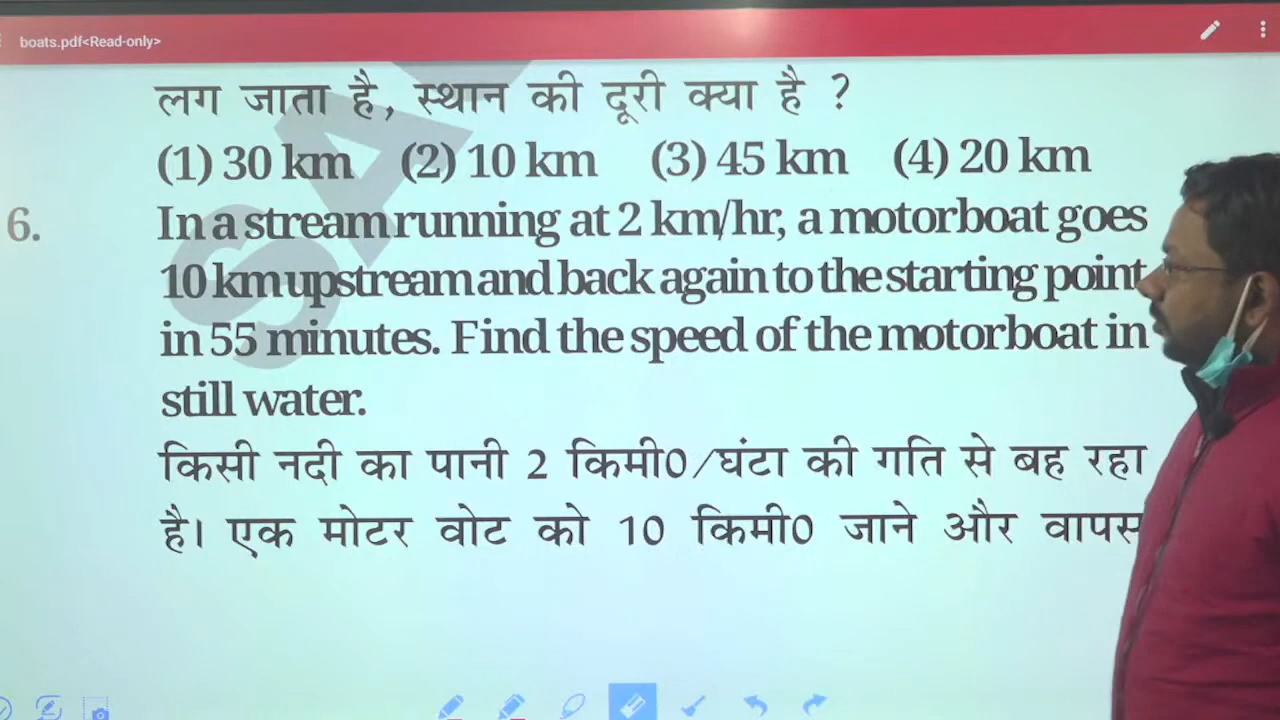 boats.pdf<Read-only>
लग जाता है, स्थान की दूरी क्या है ?
(1) 30 km (2) 10 km (3) 45 km (4) 20 km
6. In a stream running at 2 km/hr, a motorboat goes
10 km upstream and back again to the starting point
in 55 minutes. Find the speed of the motorboat in
still water.
किसी नदी का पानी 2 किमी0/घंटा की गति से बह रहा
है। एक मोटर वोट को 10 किमी0 जाने और वापस